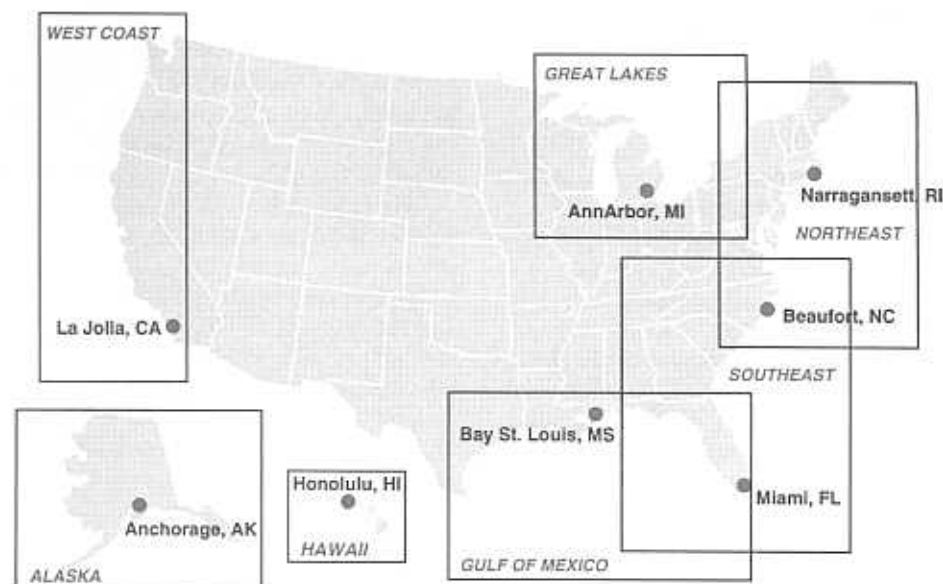 WEST COAST
GREAT LAKES
AnnArbor, MI
Narragansett, RI
NORTHEAST
La Jolla, CA
Beaufort, NC
SOUTHEAST
Bay St. Louis, MS
Miami, FL
Honolulu, HI
Anchorage, AK
HAWAII
GULF OF MEXICO
ALASKA